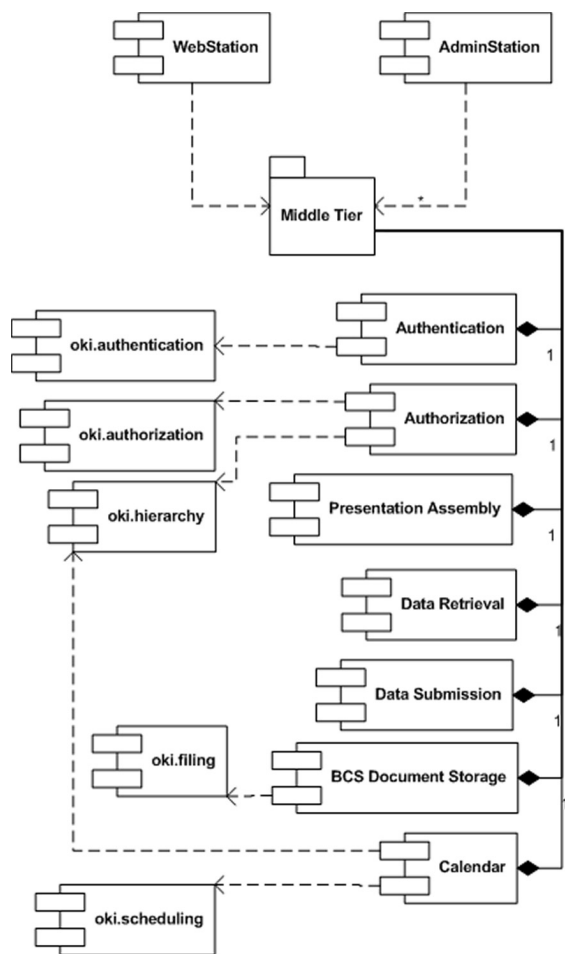 WebStation
AdminStation
*
Middle Tier
Authentication
oki.authentication
1
Authorization
oki.authorization
1
oki.hierarchy
Presentation Assembly
1
Data Retrieval
1
Data Submission
1
oki.filing
BCS Document Storage
1
Calendar
oki.scheduling